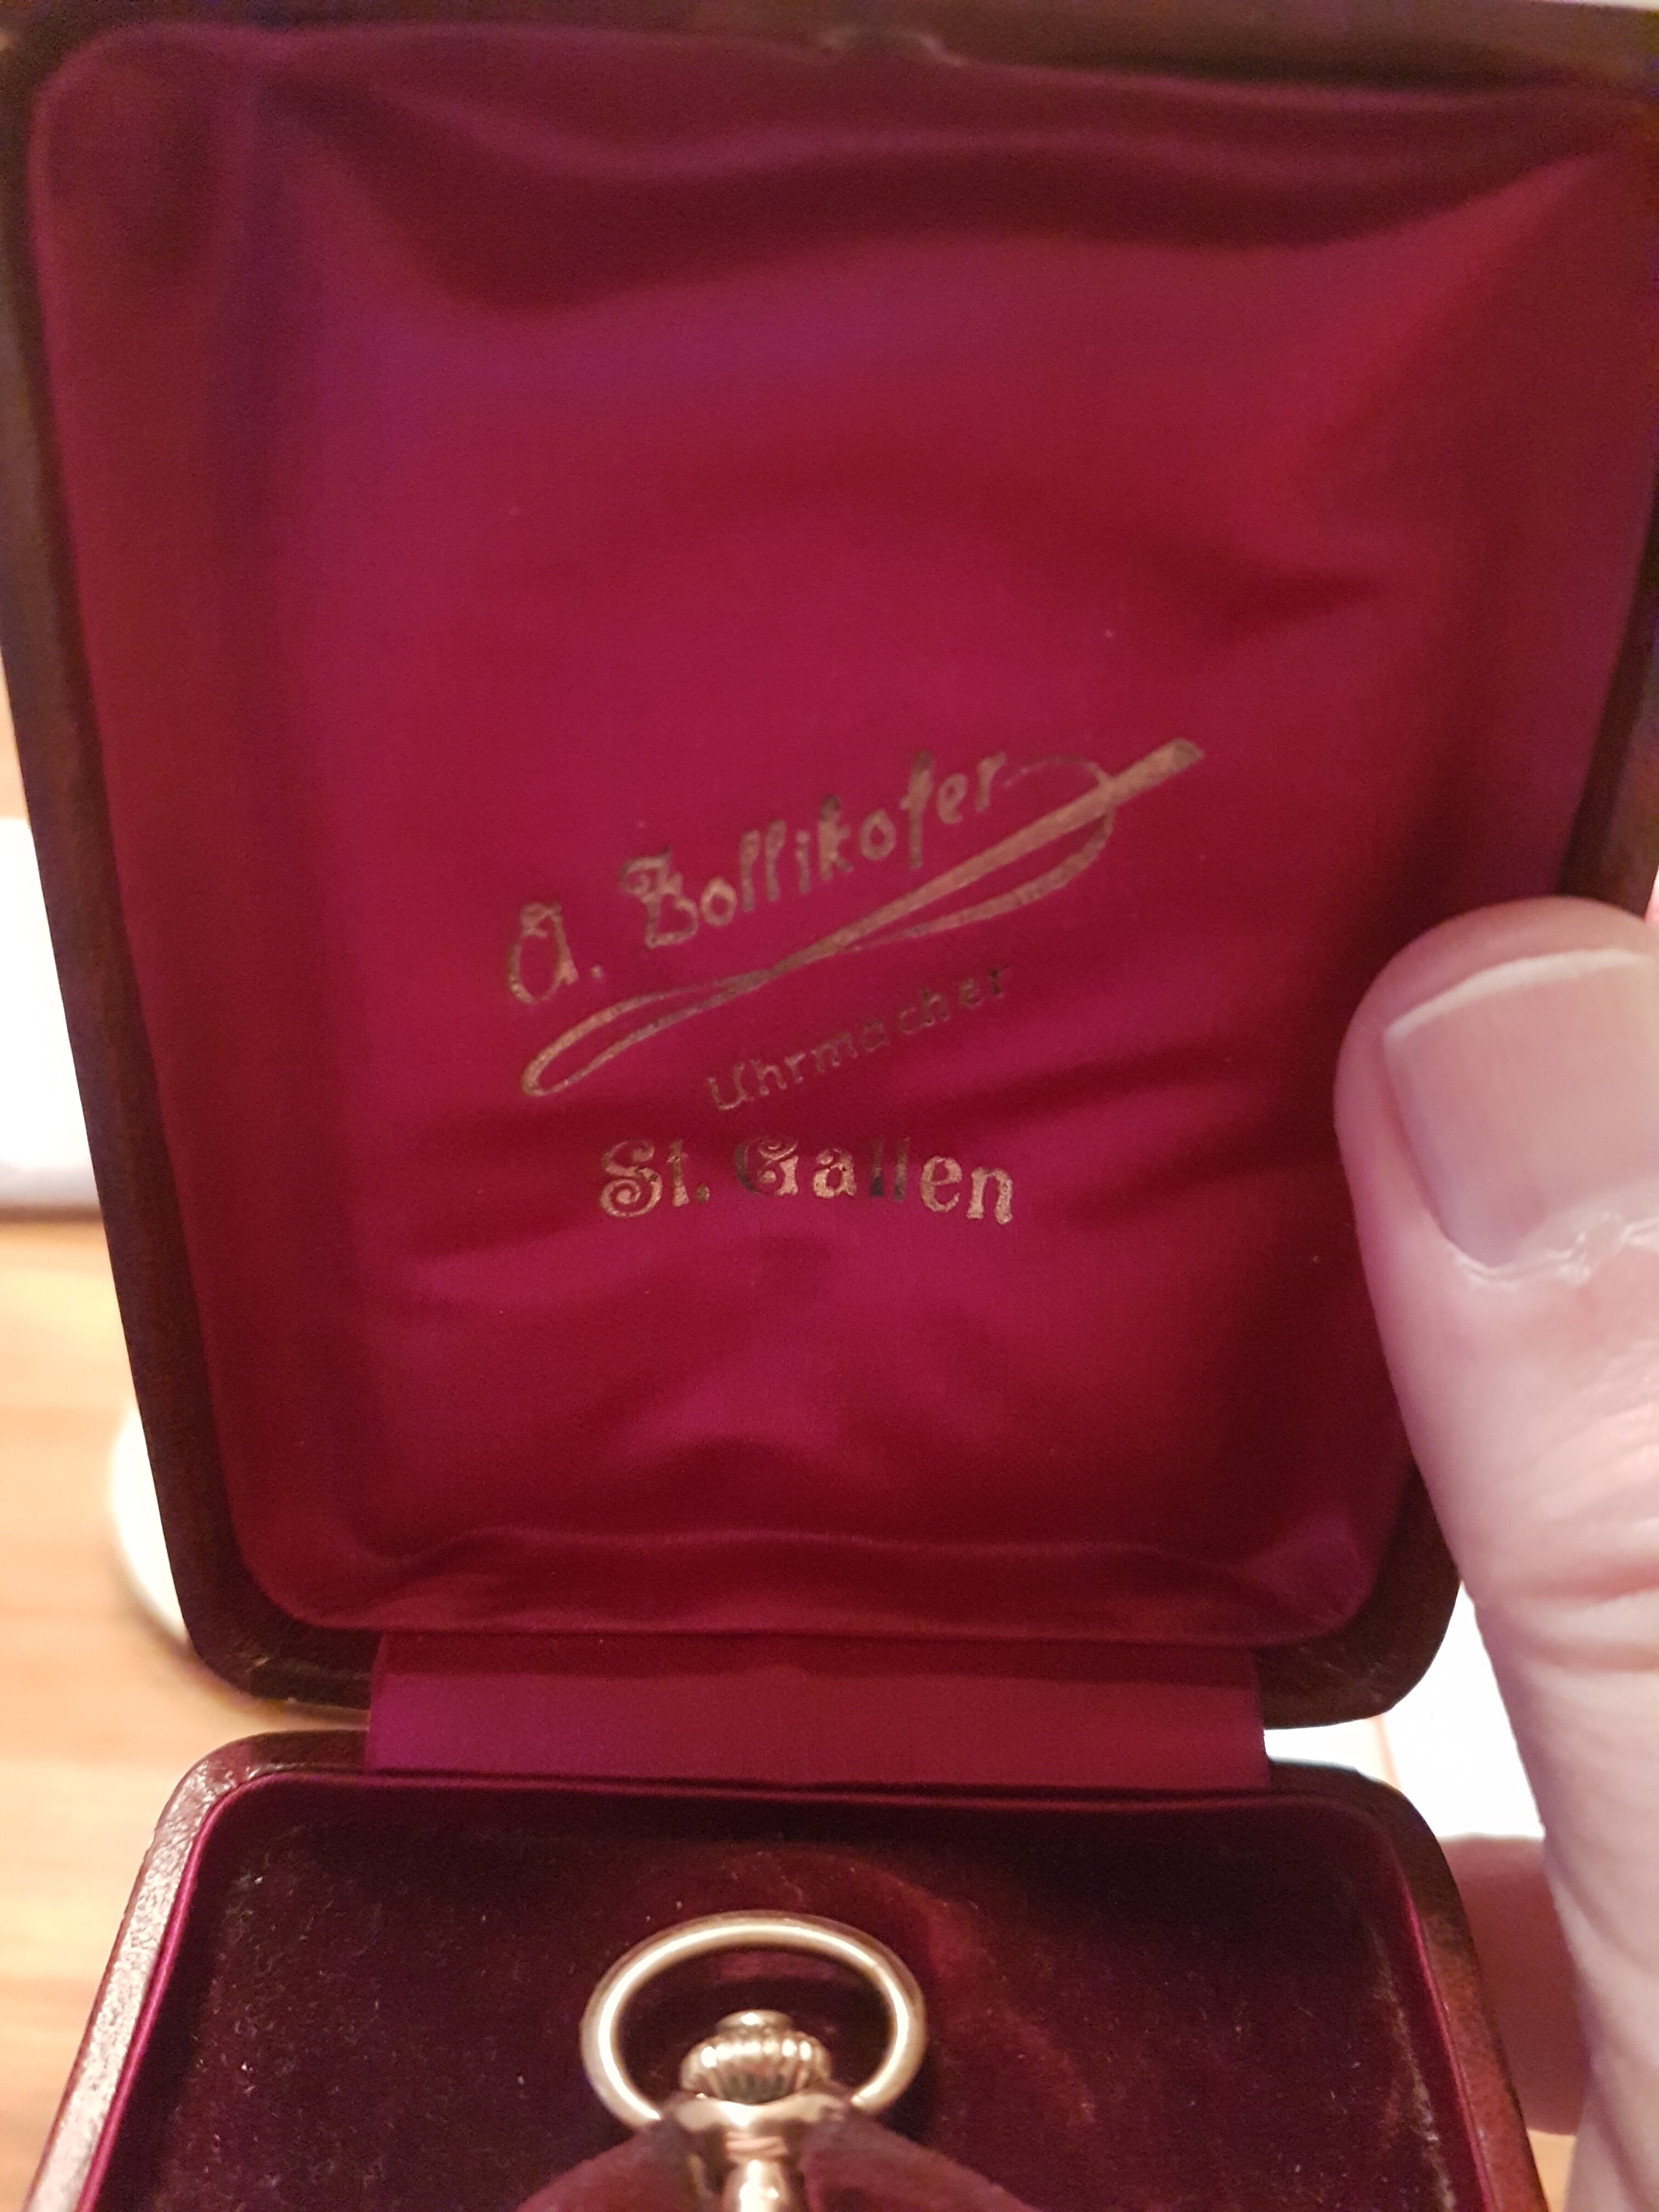 A. Zollikofer
Uhrmacher
St. Gallen